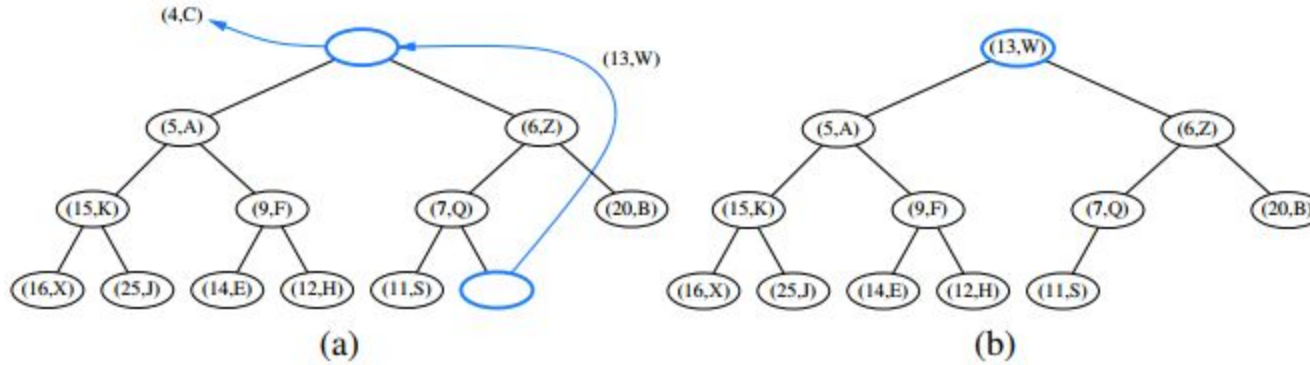 (4,C)
(13,W)
(13,W)
(5,A)
(6,Z)
(5,A)
(6,Z)
(15,K)
(9,F)
(7,Q)
(20,B)
(15,K)
(9,F)
(7,Q)
(20,B)
(16,X)
(25,J)
(14,E)
(12,H)
(11,S)
(16,X)
(25,J)
(14,E)
(12,H)
(11,S)
(a)
(b)